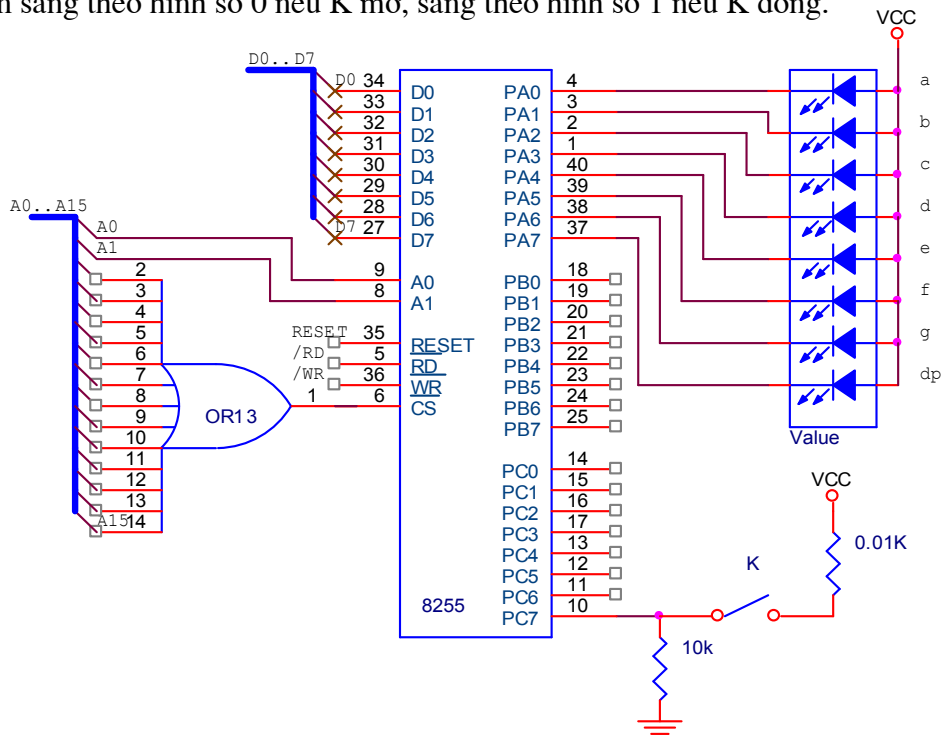 sáng theo hình số 0 nếu K mở, sáng theo hình số 1 nếu K đóng.
VCC
D0..D7
D0 34 D0
33 D1
32 D2
31 D3
30 D4
29 D5
28 D6
D7 27 D7
PA0 4
PA1 3
PA2 2
PA3 1
PA4 40
PA5 39
PA6 38
PA7 37
a
b
c
d
e
f
g
dp
Value
A0..A15
A0
A1
9 A0
8 A1
2
3
4
5
6
7
8
9
10
11
12
13
A15 14
OR13
1
RESET 35 RESET
/RD 5 RD
/WR 36 WR
6 CS
PB0 18
PB1 19
PB2 20
PB3 21
PB4 22
PB5 23
PB6 24
PB7 25
PC0 14
PC1 15
PC2 16
PC3 17
PC4 13
PC5 12
PC6 11
PC7 10
8255
VCC
0.01K
K
10k